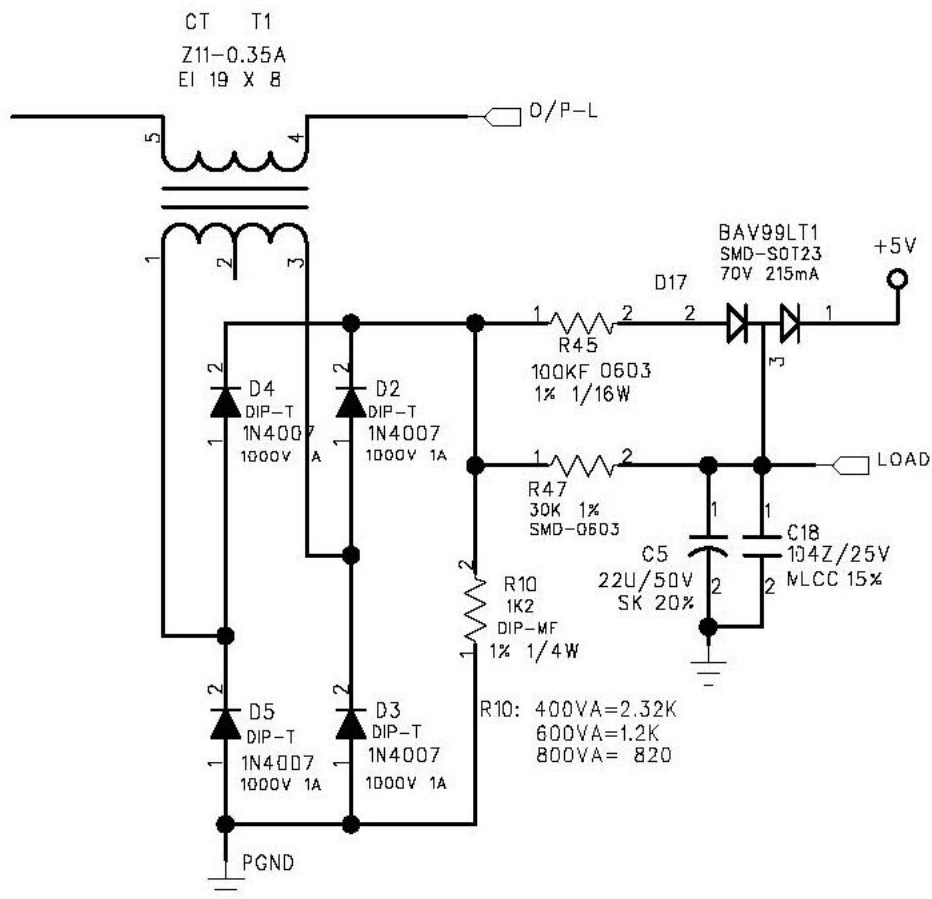 CT T1
Z11-0.35A
EI 19 X 8
5
4
O/P-L
1
2
3
BAV99LT1
SMD-SOT23
70V 215mA
+5V
D17
1
2
2
1
R45
100KF 0603
1% 1/16W
3
2
D4
DIP-T
1
1N4007
1000V A
2
D2
DIP-T
1
1N4007
1000V 1A
1
2
LOAD
R47
30K 1%
SMD-0603
1
C5
22U/50V
SK 20%
2
1
C18
104Z/25V
MLCC 15%
2
2
R10
1K2
DIP-MF
1
1% 1/4W
2
D5
DIP-T
1
1N4007
1000V 1A
2
D3
DIP-T
1
1N4007
1000V 1A
R10: 400VA=2.32K
600VA=1.2K
800VA= 820
PGND